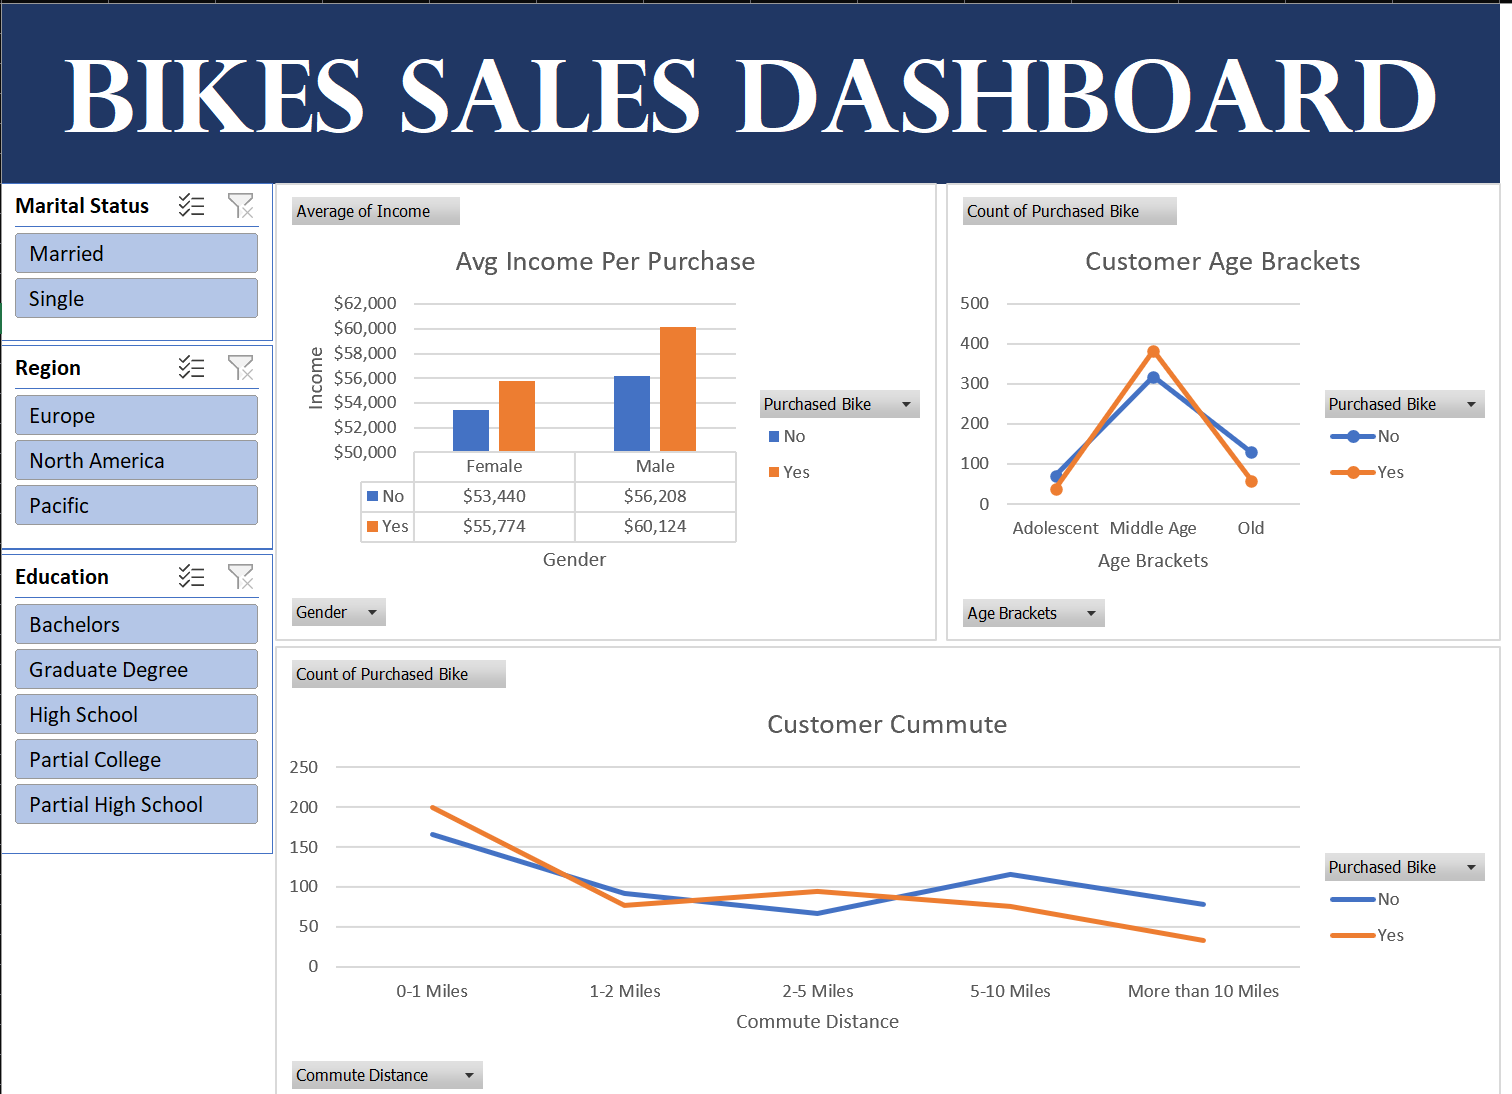 BIKES SALES DASHBOARD
Marital Status
Married
Single
Region
Europe
North America
Pacific
Education
Bachelors
Graduate Degree
High School
Partial College
Partial High School
Average of Income
Avg Income Per Purchase
$62,000
$60,000
$58,000
$56,000
$54,000
$52,000
$50,000
Income
Female Male
No $53,440 $56,208
Yes $55,774 $60,124
Gender
Purchased Bike
No
Yes
Gender
Count of Purchased Bike
Customer Age Brackets
500
400
300
200
100
0
Adolescent Middle Age Old
Age Brackets
Purchased Bike
No
Yes
Age Brackets
Count of Purchased Bike
Customer Cummute
250
200
150
100
50
0
0-1 Miles 1-2 Miles 2-5 Miles 5-10 Miles More than 10 Miles
Commute Distance
Purchased Bike
No
Yes
Commute Distance